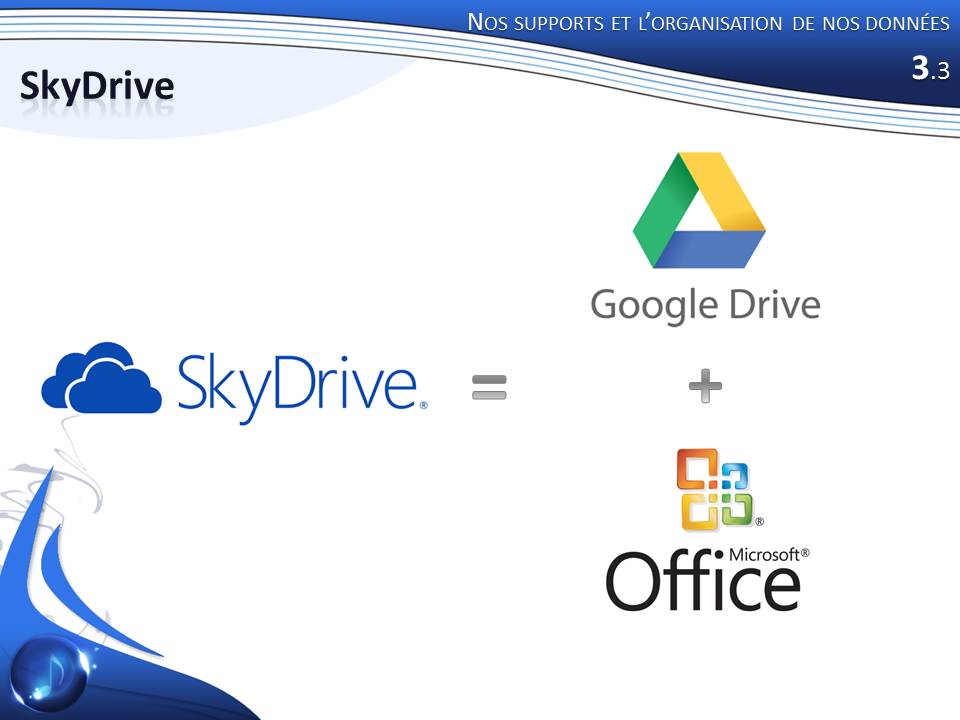 Nos supports et l’organisation de nos données
3.3
SkyDrive
Google Drive
SkyDrive®
=
+
®
Microsoft®
Office